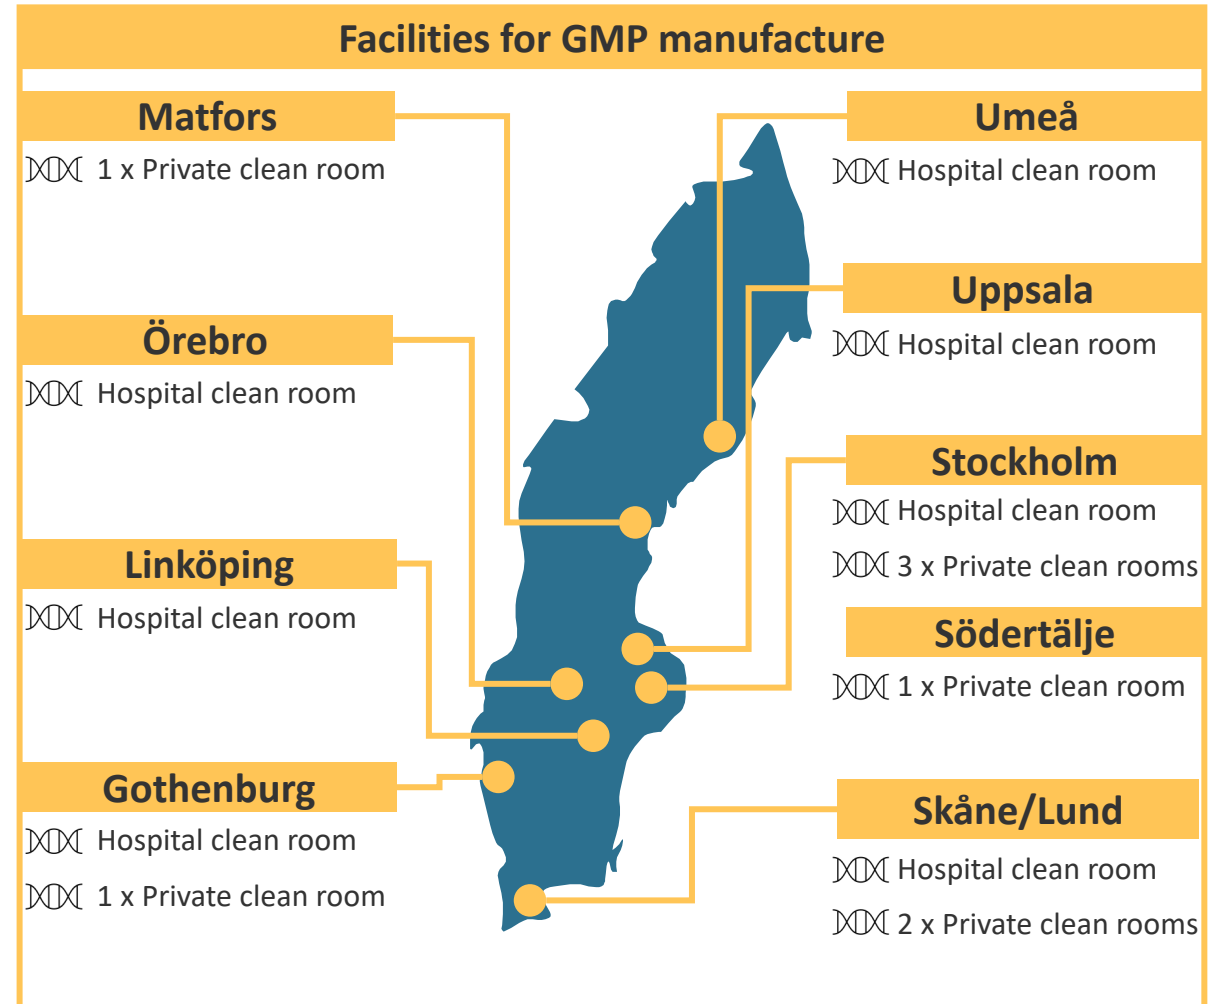 Facilities for GMP manufacture
Matfors
1 x Private clean room
Örebro
Hospital clean room
Linköping
Hospital clean room
Gothenburg
Hospital clean room
1 x Private clean room
Umeå
Hospital clean room
Uppsala
Hospital clean room
Stockholm
Hospital clean room
3 x Private clean rooms
Södertälje
1 x Private clean room
Skåne/Lund
Hospital clean room
2 x Private clean rooms